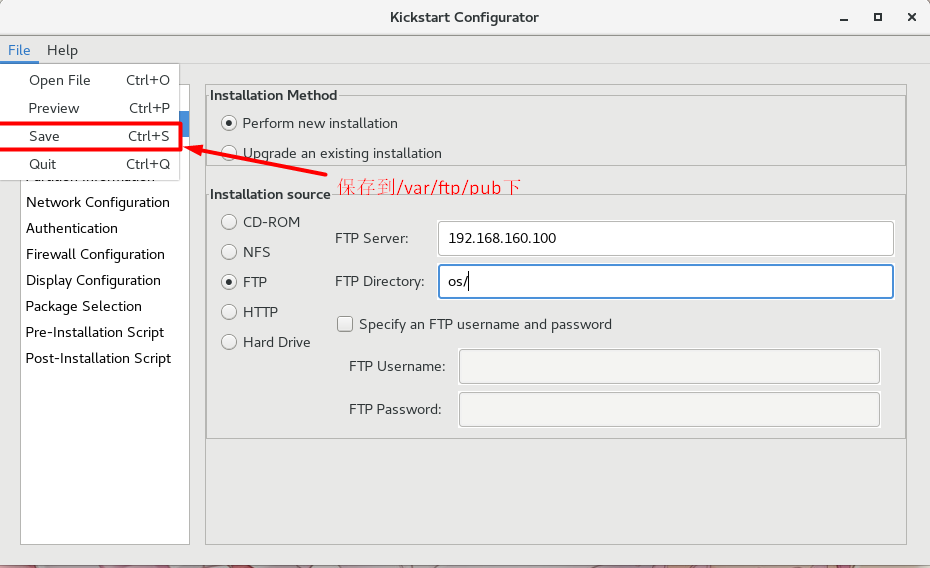 Kickstart Configurator
File Help
Open File Ctrl+O
Preview Ctrl+P
Save Ctrl+S
Quit Ctrl+Q
Partition Information
Network Configuration
Authentication
Firewall Configuration
Display Configuration
Package Selection
Pre-Installation Script
Post-Installation Script
Installation Method
Perform new installation
Upgrade an existing installation
保存到/var/ftp/pub下
Installation source
CD-ROM
NFS
FTP
HTTP
Hard Drive
FTP Server: 192.168.160.100
FTP Directory: os/
Specify an FTP username and password
FTP Username:
FTP Password: